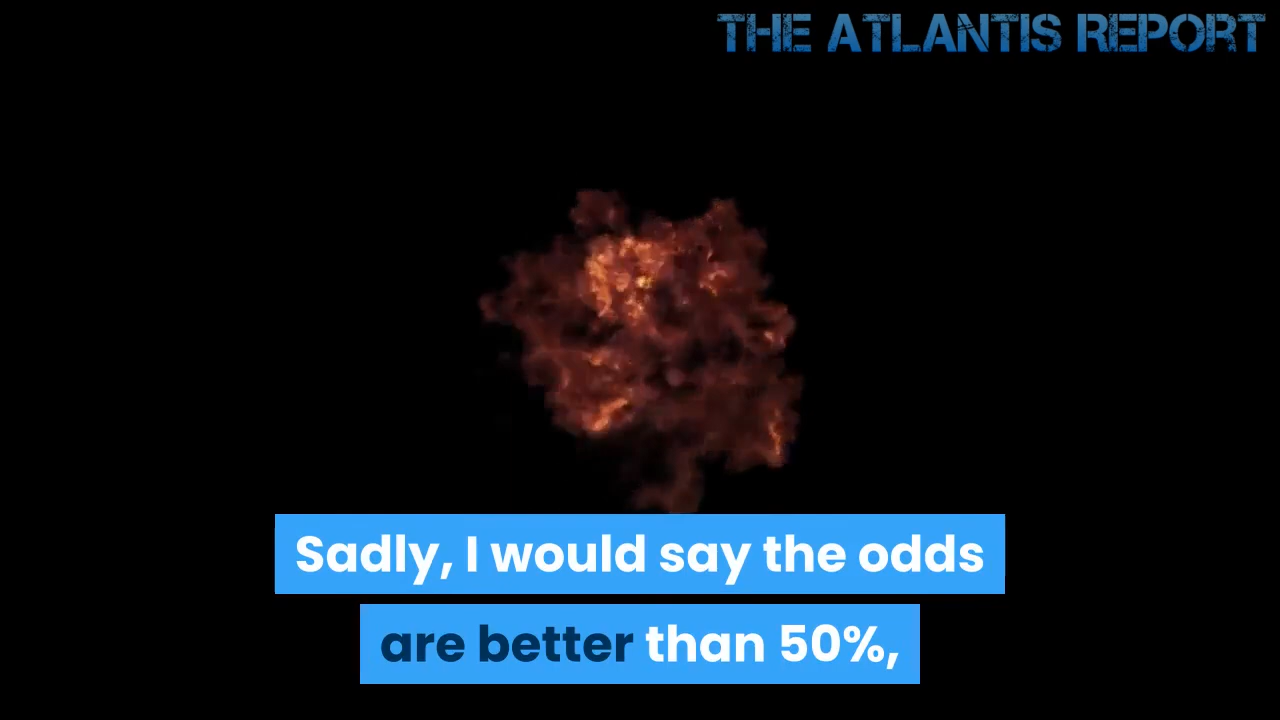 THE ATLANTIS REPORT
Sadly, I would say the odds
are better than 50%,